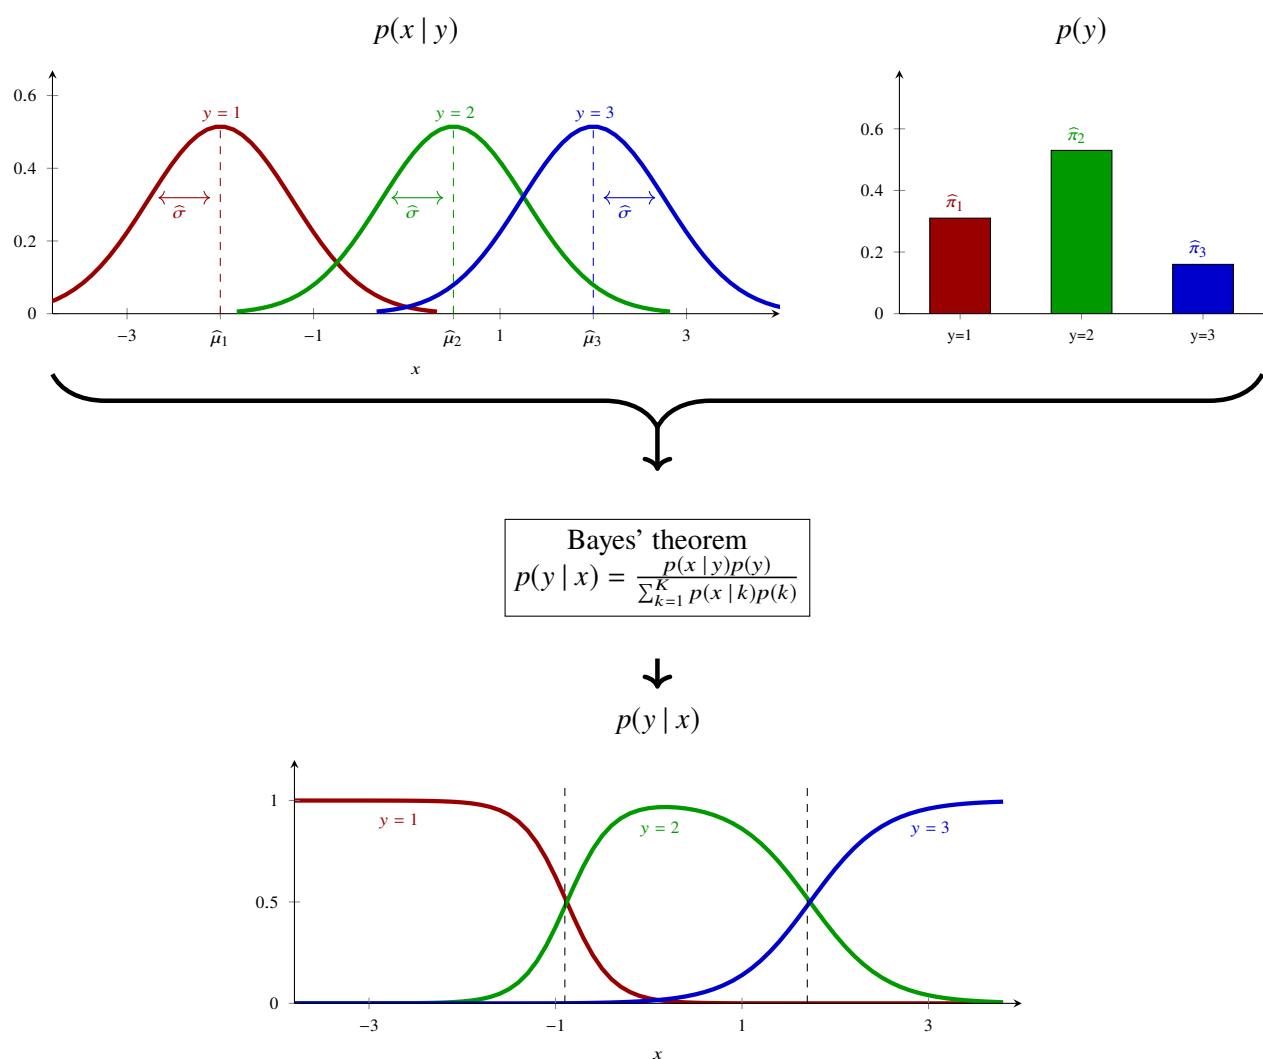 p(x | y)
p(y)
0.6
0.4
0.2
0
y = 1
y = 2
y = 3
σ̂
σ̂
σ̂
−3
μ̂₁
−1
μ̂₂
1
μ̂₃
3
x
0.6
0.4
0.2
0
π̂₁
π̂₂
π̂₃
y=1
y=2
y=3
Bayes’ theorem
p(y | x) = p(x | y)p(y) / ∑ₖ₌₁ᴷ p(x | k)p(k)
p(y | x)
1
0.5
0
y = 1
y = 2
y = 3
−3
−1
1
3
x